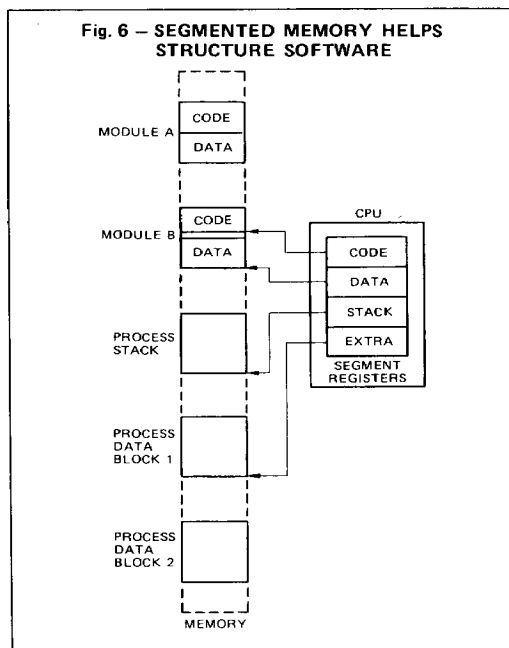 Fig. 6 – SEGMENTED MEMORY HELPS
STRUCTURE SOFTWARE
MODULE A
CODE
DATA
MODULE B
CODE
DATA
CPU
CODE
DATA
STACK
EXTRA
SEGMENT
REGISTERS
PROCESS
STACK
PROCESS
DATA
BLOCK 1
PROCESS
DATA
BLOCK 2
MEMORY